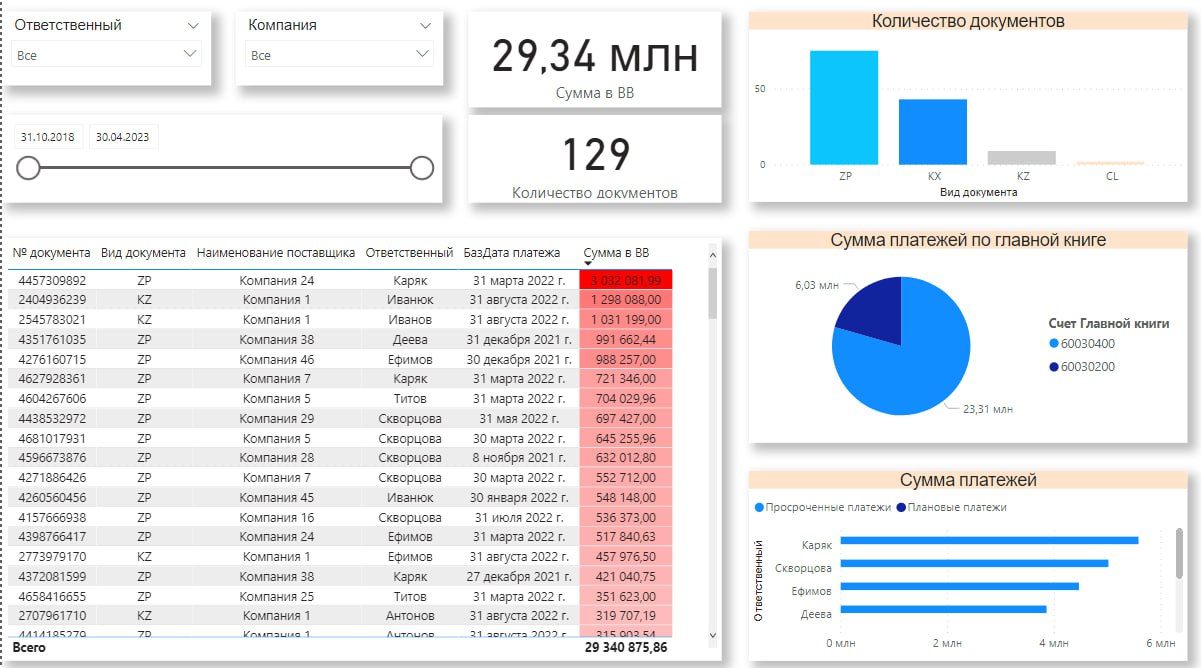 Ответственный
Все
Компания
Все
31.10.2018 30.04.2023
29,34 МЛН
Сумма в ВВ
129
Количество документов
№ документа Вид документа Наименование поставщика Ответственный БазДата платежа Сумма в ВВ
4457309892 ZP Компания 24 Каряк 31 марта 2022 г. 3 032 081,99
2404936239 KZ Компания 1 Иванюк 31 августа 2022 г. 1 298 088,00
2545783021 KZ Компания 1 Иванов 31 августа 2022 г. 1 031 199,00
4351761035 ZP Компания 38 Деева 31 декабря 2021 г. 991 662,44
4276160715 ZP Компания 46 Ефимов 30 декабря 2021 г. 988 257,00
4627928361 ZP Компания 7 Каряк 31 марта 2022 г. 721 346,00
4604267606 ZP Компания 5 Титов 31 марта 2022 г. 704 029,96
4438532972 ZP Компания 29 Скворцова 31 мая 2022 г. 697 427,00
4681017931 ZP Компания 5 Скворцова 30 марта 2022 г. 645 255,96
4596673876 ZP Компания 28 Скворцова 8 ноября 2021 г. 632 012,80
4271886426 ZP Компания 7 Скворцова 30 марта 2022 г. 552 712,00
4260560456 ZP Компания 45 Иванюк 30 января 2022 г. 548 148,00
4157666938 ZP Компания 16 Скворцова 31 июля 2022 г. 536 373,00
4398766417 ZP Компания 24 Ефимов 31 марта 2022 г. 517 840,63
2773979170 KZ Компания 1 Ефимов 31 августа 2022 г. 457 976,50
4372081599 ZP Компания 38 Каряк 27 декабря 2021 г. 421 040,75
4658416655 ZP Компания 25 Титов 31 марта 2022 г. 351 623,00
2707961710 KZ Компания 1 Антонов 31 августа 2022 г. 319 707,19
4414185279 ZP Компания 1 Антонов 31 августа 2022 г. 315 903,54
Всего 29 340 875,86
Количество документов
50
0
ZP KX KZ CL
Вид документа
Сумма платежей по главной книге
6,03 млн
23,31 млн
Счет Главной книги
60030400
60030200
Сумма платежей
Просроченные платежи Плановые платежи
Ответственный
Каряк
Скворцова
Ефимов
Деева
0 млн 2 млн 4 млн 6 млн